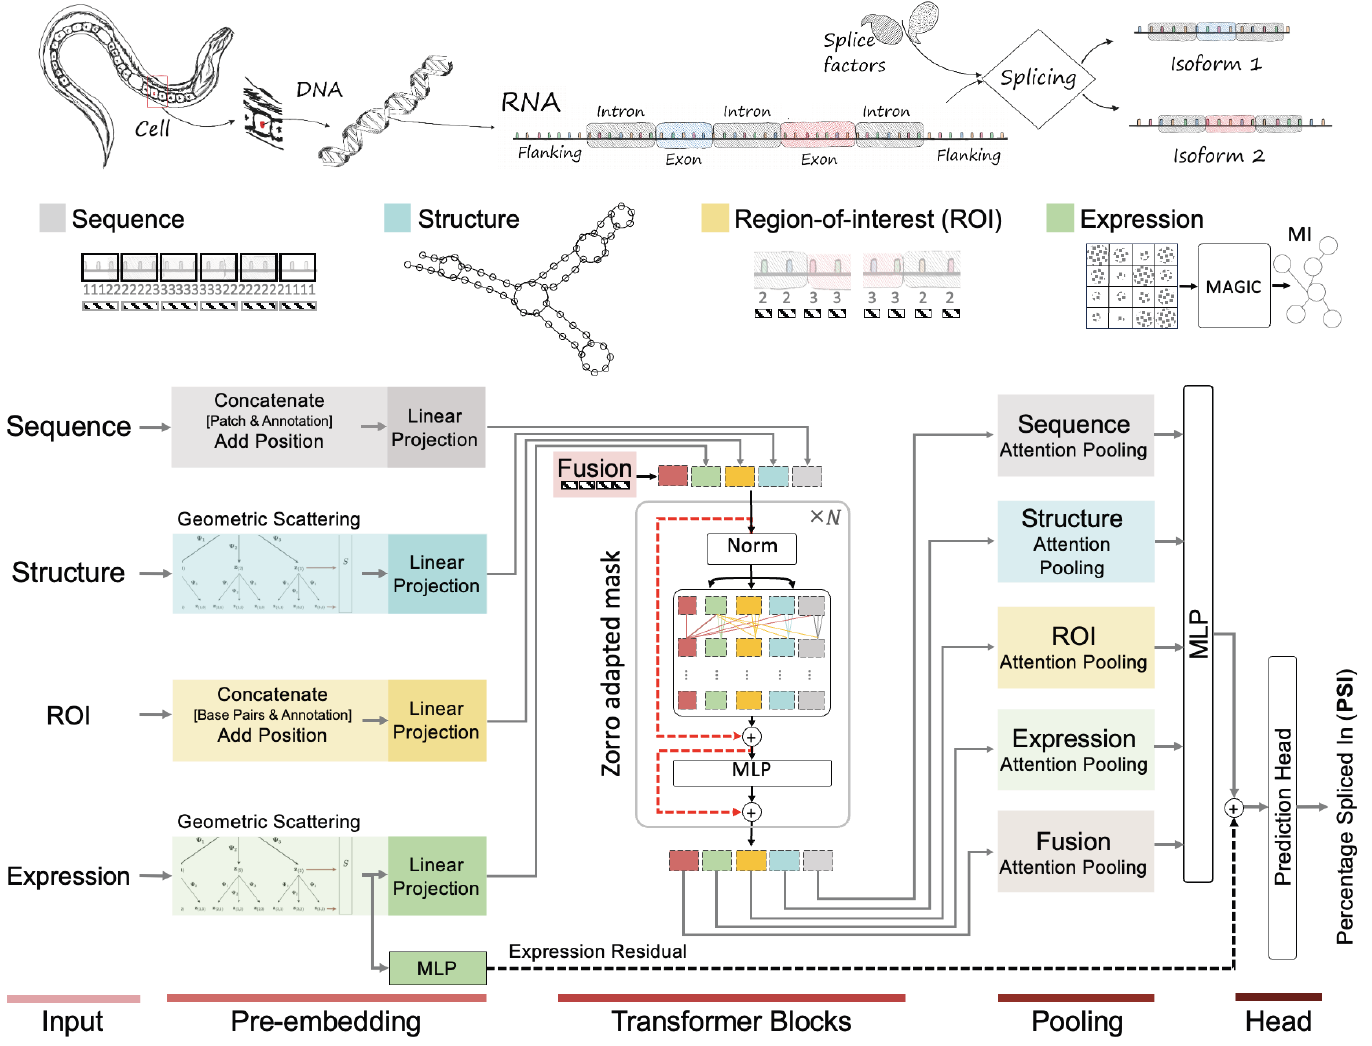 Cell
DNA
RNA
Flanking
Intron
Exon
Intron
Exon
Intron
Flanking
Splice
factors
Splicing
Isoform 1
Isoform 2
Sequence
Structure
Region-of-interest (ROI)
2 2 3 3
3 3 2 2
Expression
MAGIC
MI
Sequence
Concatenate
[Patch & Annotation]
Add Position
Linear
Projection
Structure
Geometric Scattering
Linear
Projection
ROI
Concatenate
[Base Pairs & Annotation]
Add Position
Linear
Projection
Expression
Geometric Scattering
Linear
Projection
MLP
Expression Residual
Fusion
×N
Norm
MLP
Zorro adapted mask
Sequence
Attention Pooling
Structure
Attention
Pooling
ROI
Attention Pooling
Expression
Attention Pooling
Fusion
Attention Pooling
MLP
Prediction Head
Percentage Spliced In (PSI)
Input
Pre-embedding
Transformer Blocks
Pooling
Head